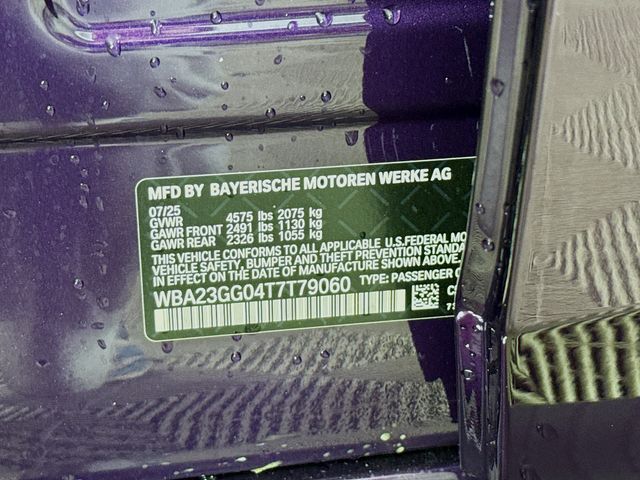 MFD BY BAYERISCHE MOTOREN WERKE AG
07/25
GVWR 4575 lbs 2075 kg
GAWR FRONT 2491 lbs 1130 kg
GAWR REAR 2326 lbs 1055 kg
THIS VEHICLE CONFORMS TO ALL APPLICABLE U.S. FEDERAL MO
VEHICLE SAFETY, BUMPER AND THEFT PREVENTION STANDA
IN EFFECT ON THE DATE OF MANUFACTURE SHOWN ABOVE.
WBA23GG04T7T79060 TYPE: PASSENGER C